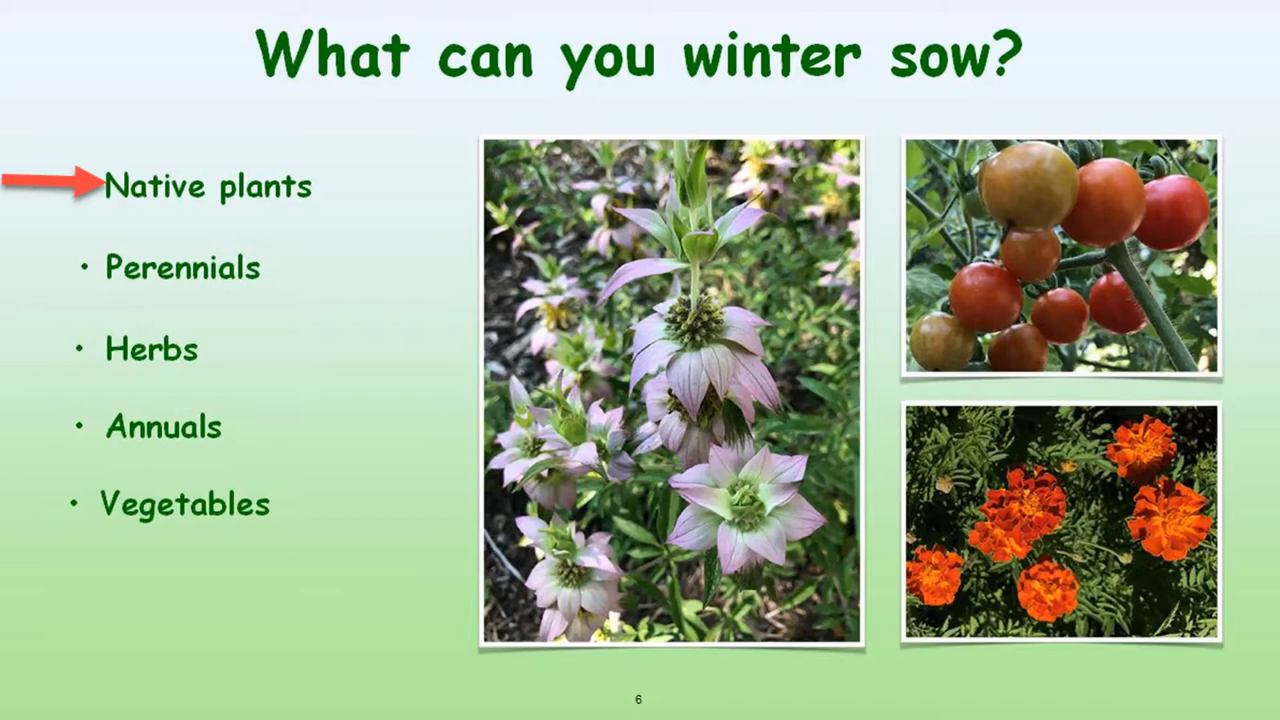 What can you winter sow?
Native plants
• Perennials
• Herbs
• Annuals
• Vegetables
6